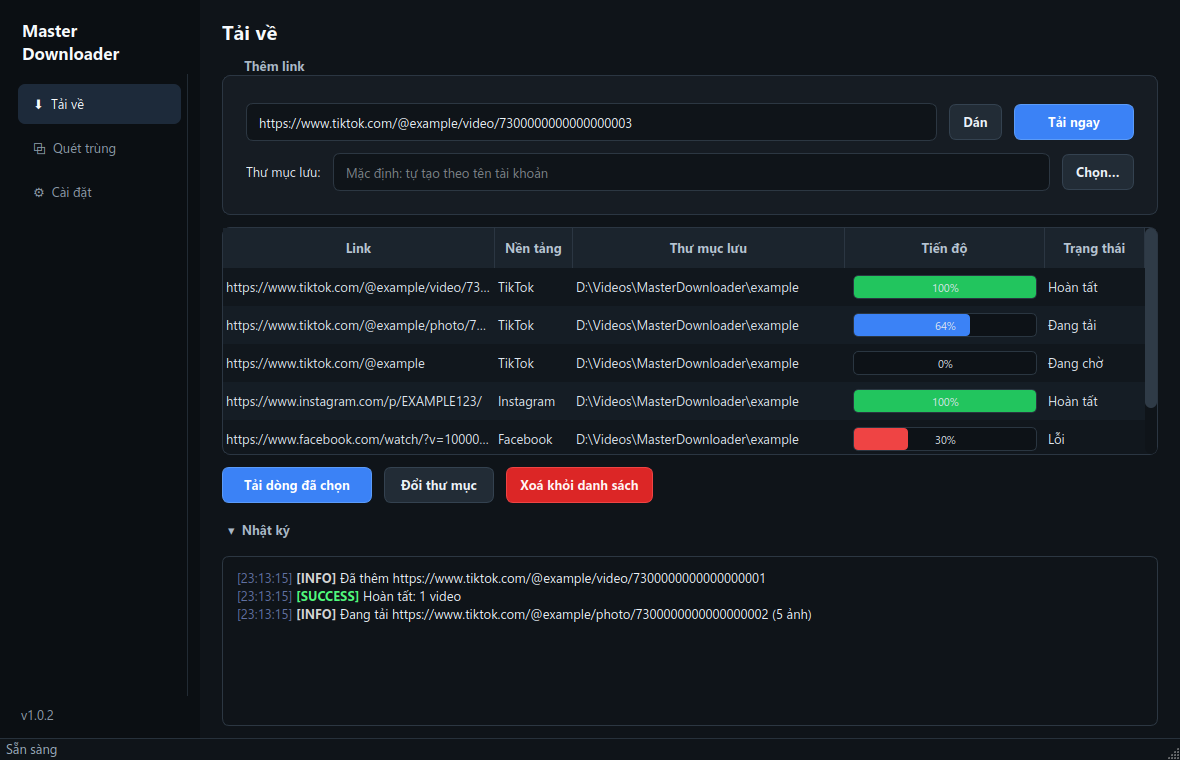 Master
Downloader
⬇ Tải về
Quét trùng
⚙ Cài đặt
v1.0.2
Sẵn sàng
Tải về
Thêm link
https://www.tiktok.com/@example/video/7300000000000000003
Dán
Tải ngay
Thư mục lưu:
Mặc định: tự tạo theo tên tài khoản
Chọn...
Link Nền tảng Thư mục lưu Tiến độ Trạng thái
https://www.tiktok.com/@example/video/73... TikTok D:\Videos\MasterDownloader\example 100% Hoàn tất
https://www.tiktok.com/@example/photo/7... TikTok D:\Videos\MasterDownloader\example 64% Đang tải
https://www.tiktok.com/@example TikTok D:\Videos\MasterDownloader\example 0% Đang chờ
https://www.instagram.com/p/EXAMPLE123/ Instagram D:\Videos\MasterDownloader\example 100% Hoàn tất
https://www.facebook.com/watch/?v=10000... Facebook D:\Videos\MasterDownloader\example 30% Lỗi
Tải dòng đã chọn
Đổi thư mục
Xoá khỏi danh sách
▼ Nhật ký
[23:13:15] [INFO] Đã thêm https://www.tiktok.com/@example/video/7300000000000000001
[23:13:15] [SUCCESS] Hoàn tất: 1 video
[23:13:15] [INFO] Đang tải https://www.tiktok.com/@example/photo/7300000000000000002 (5 ảnh)